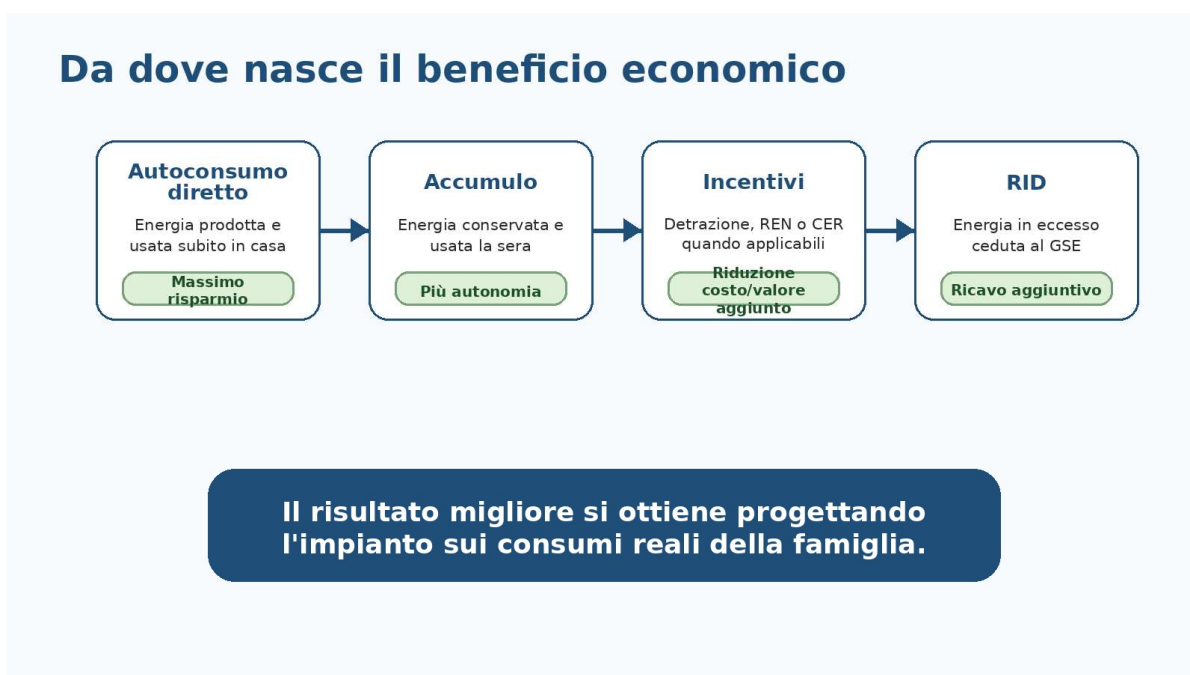 Da dove nasce il beneficio economico
Autoconsumo
diretto
Energia prodotta e
usata subito in casa
Massimo
risparmio
Accumulo
Energia conservata e
usata la sera
Più autonomia
Incentivi
Detrazione, REN o CER
quando applicabili
Riduzione
costo/valore
aggiunto
RID
Energia in eccesso
ceduta al GSE
Ricavo aggiuntivo
Il risultato migliore si ottiene progettando
l'impianto sui consumi reali della famiglia.